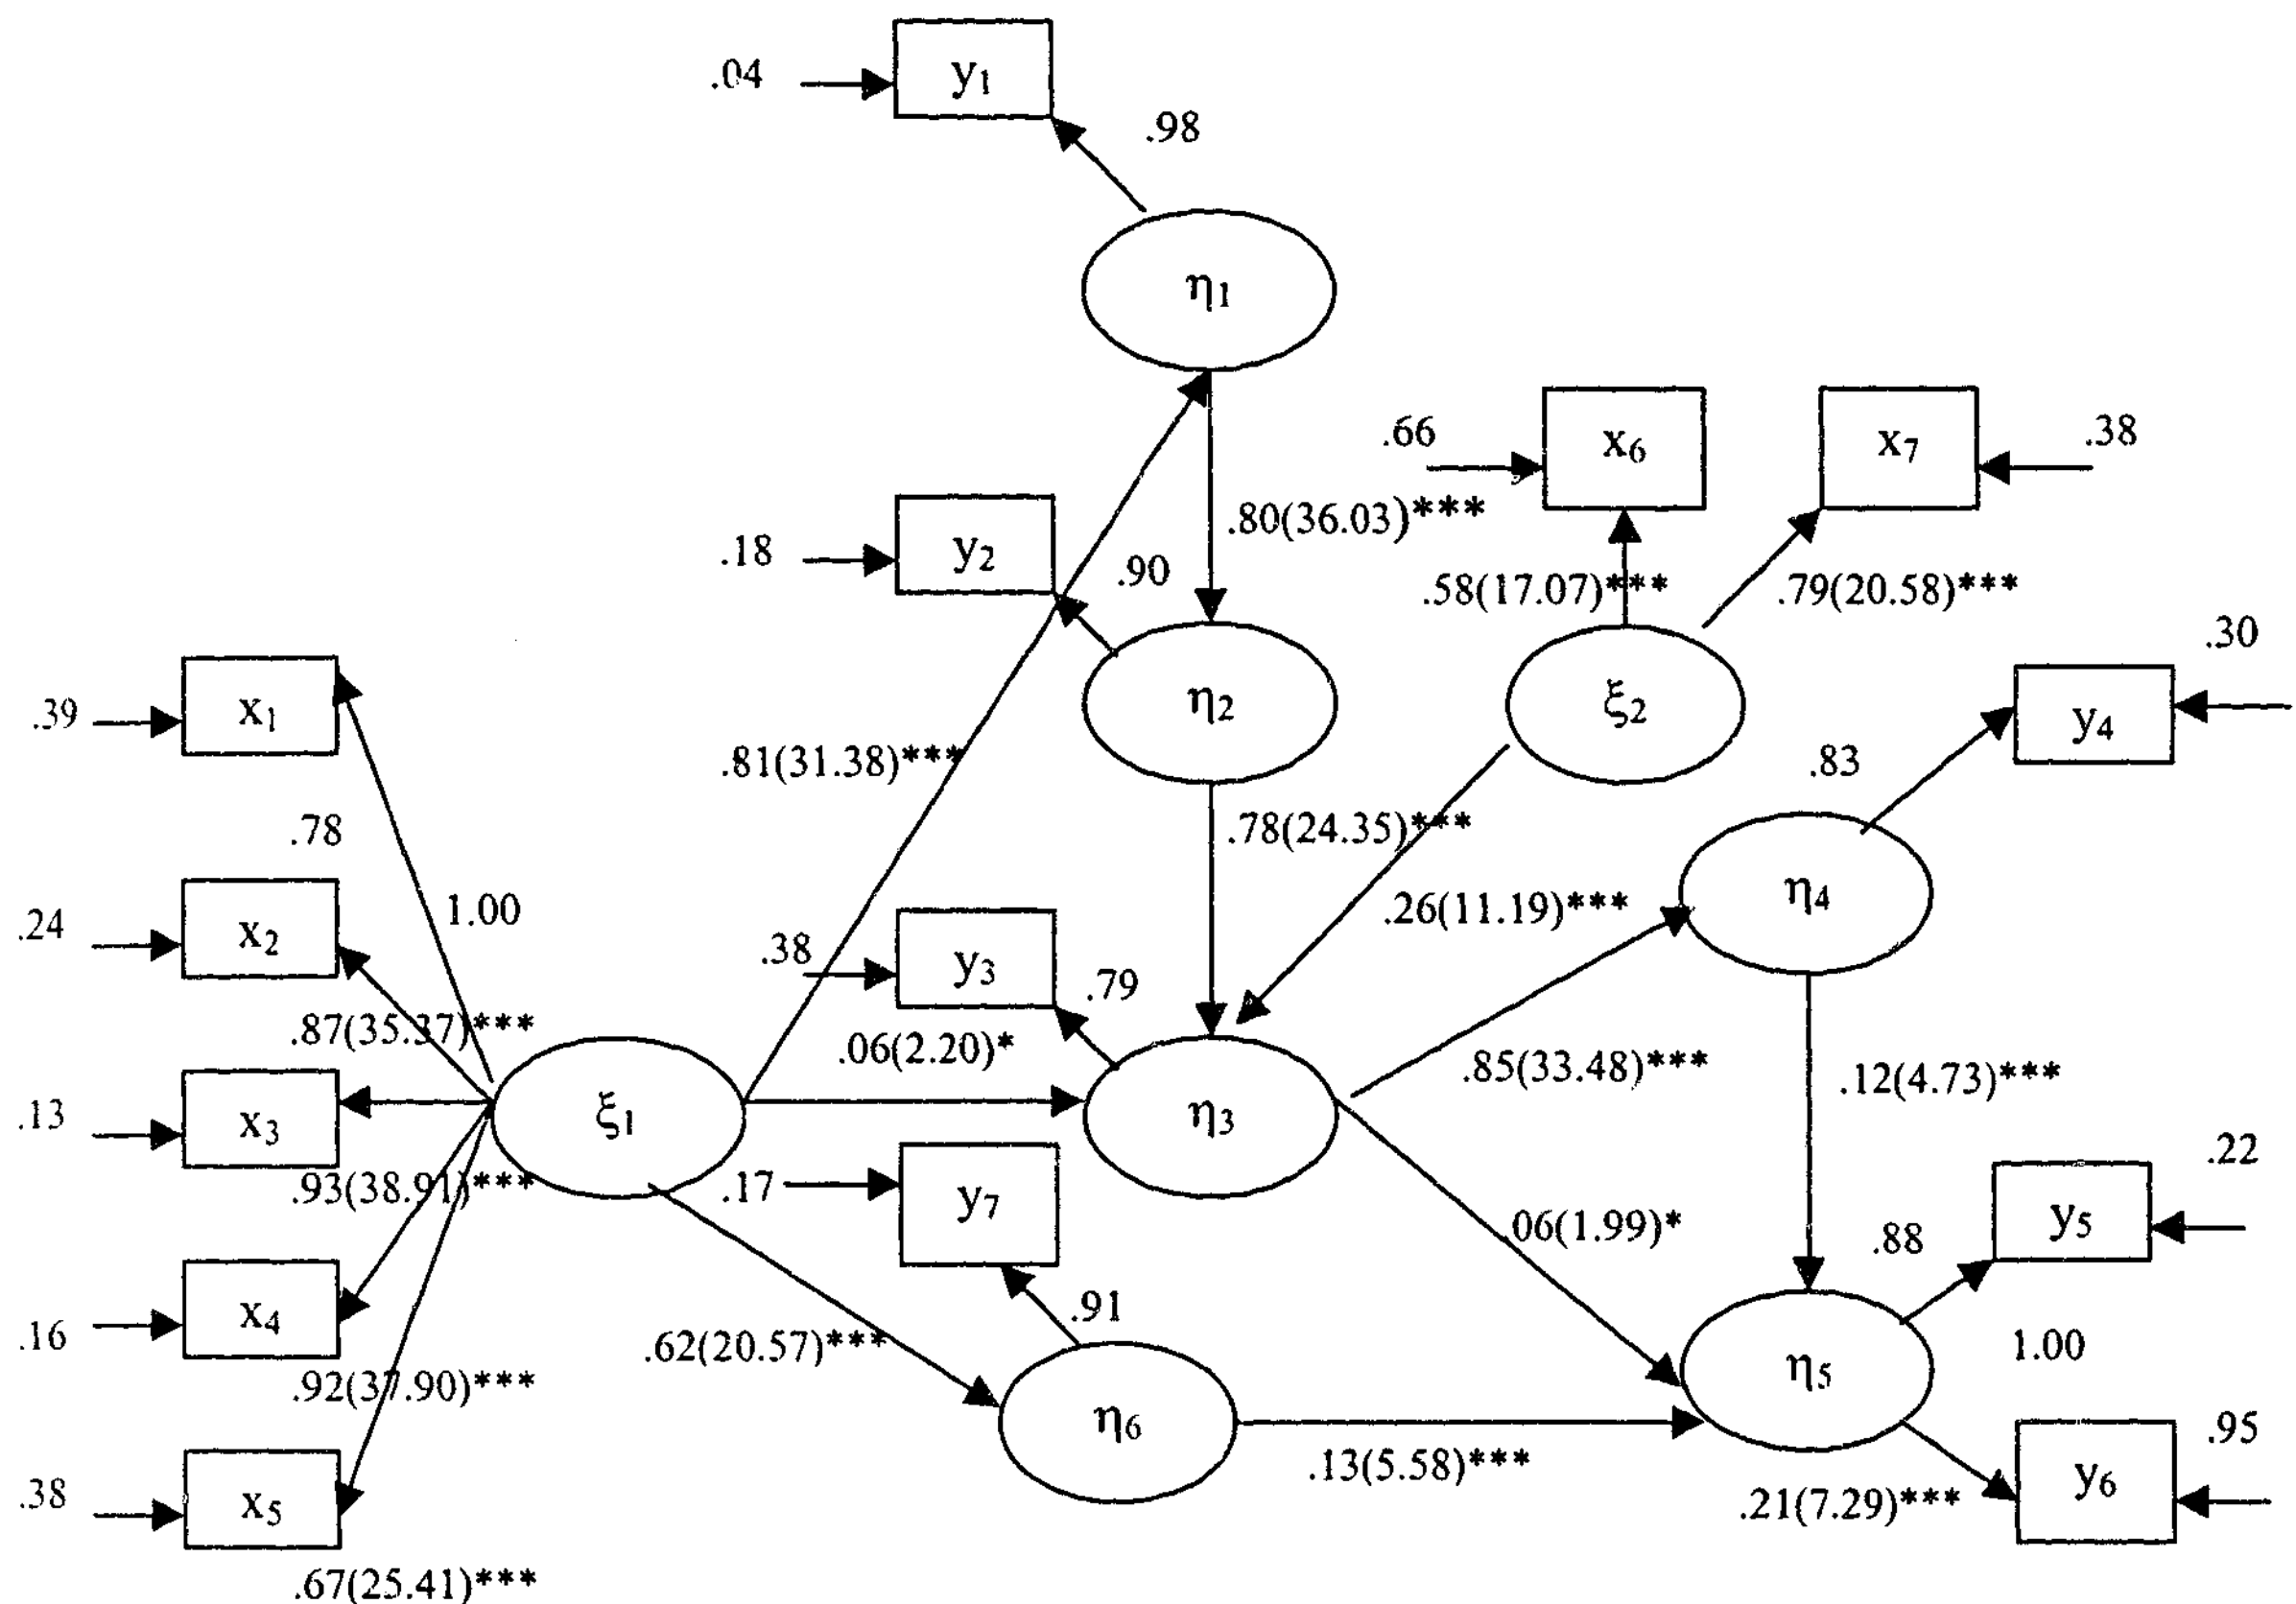 .04
y₁
.98
η₁
.66
x₆
x₇
.38
.80(36.03)***
.18
y₂
.90
.58(17.07)***
.79(20.58)***
.30
.39
x₁
η₂
ξ₂
y₄
.81(31.38)***
.83
.78
.78(24.35)***
η₄
1.00
.26(11.19)***
.24
x₂
.38
y₃
.79
.87(35.37)***
.06(2.20)*
.85(33.48)***
.12(4.73)***
.13
x₃
ξ₁
η₃
.22
.93(38.91)***
.17
y₇
.06(1.99)*
.88
y₅
.16
x₄
.62(20.57)***
.91
1.00
η₅
.92(37.90)***
η₆
.95
.13(5.58)***
.38
x₅
.21(7.29)***
y₆
.67(25.41)***